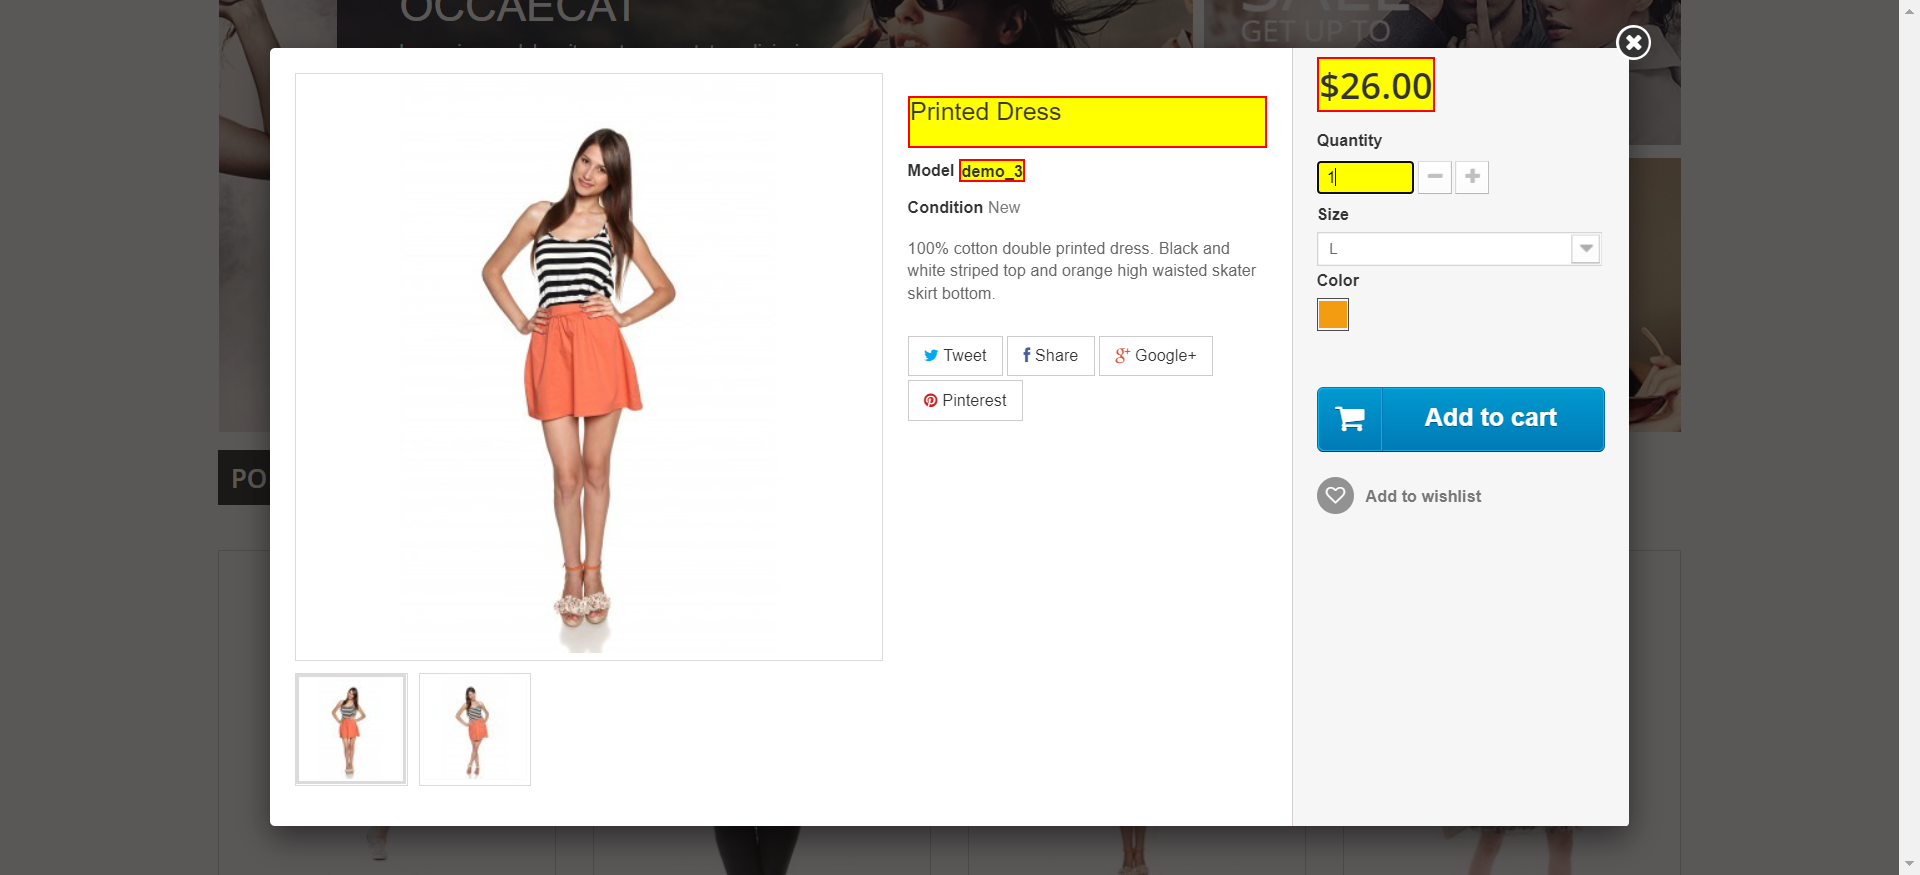 OCCAECAT
SALE
GET UP TO
$26.00
Printed Dress
Quantity
Model demo_3
1
Condition New
Size
100% cotton double printed dress. Black and
white striped top and orange high waisted skater
skirt bottom.
L
Color
Tweet
Share
Google+
Pinterest
Add to cart
PO
Add to wishlist